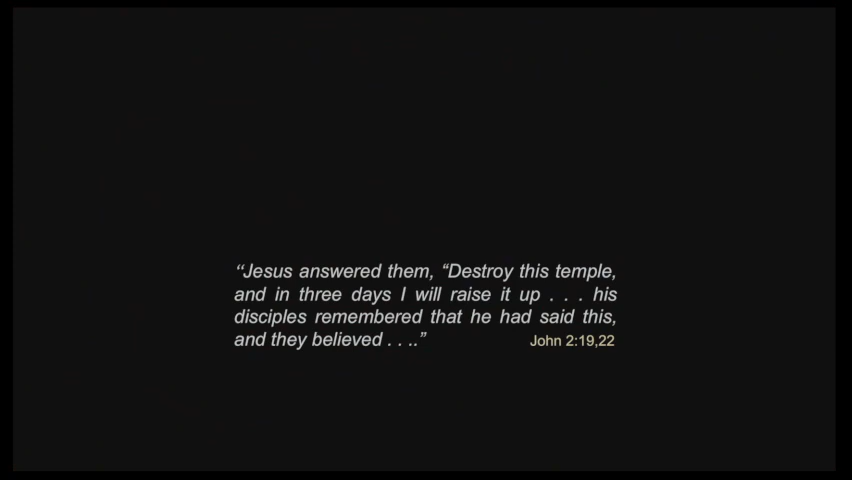 “Jesus answered them, “Destroy this temple,
and in three days I will raise it up . . . his
disciples remembered that he had said this,
and they believed . . ..” John 2:19,22